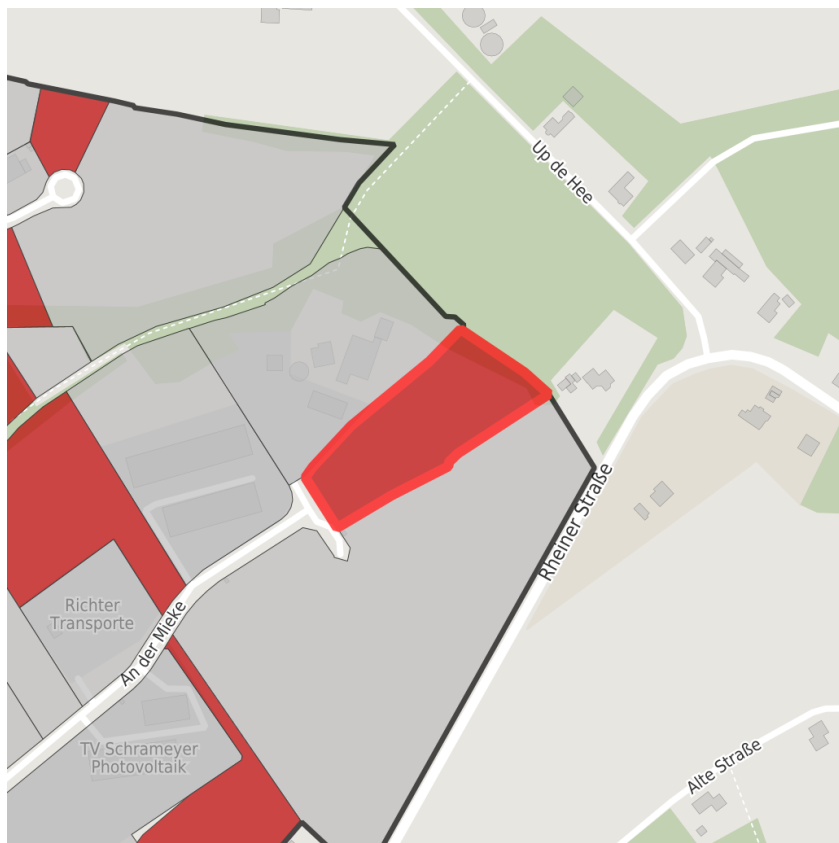 Up de Hee
Rheiner Straße
Richter
Transporte
An der Mieke
TV Schrameyer
Photovoltaik
Alte Straße